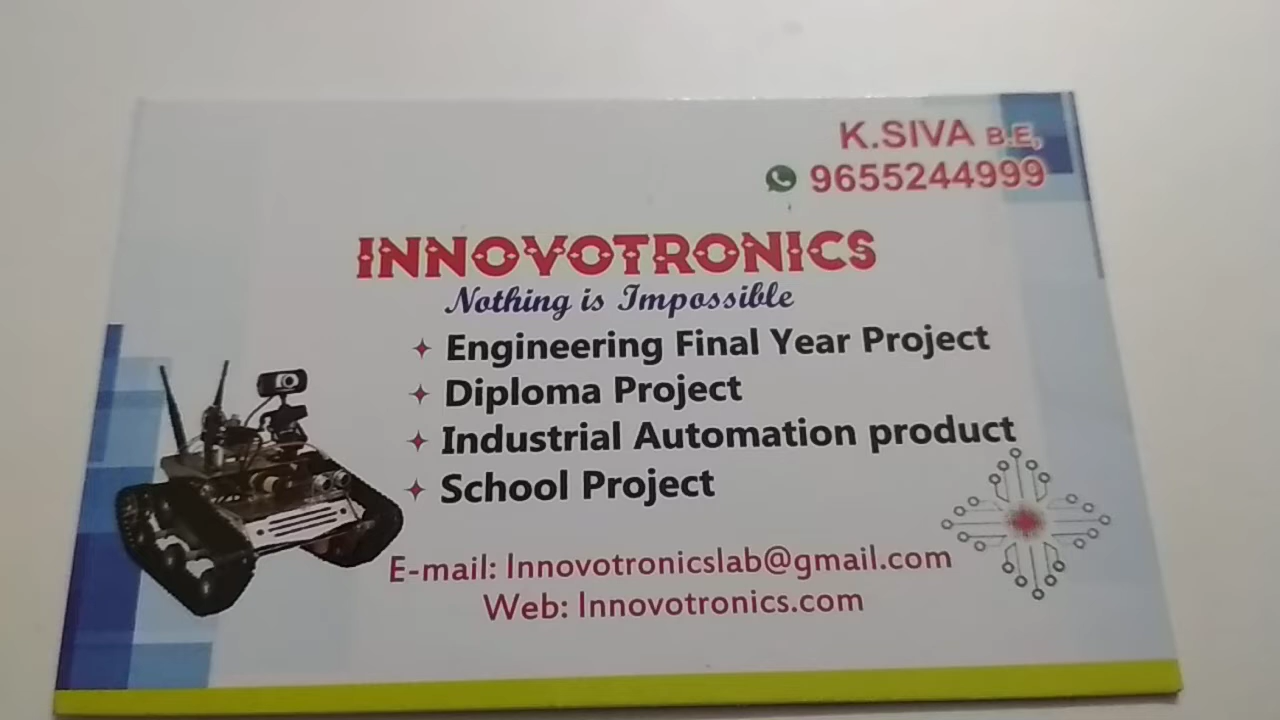 K.SIVA B.E,
9655244999
INNOVOTRONICS
Nothing is Impossible
Engineering Final Year Project
Diploma Project
Industrial Automation product
School Project
E-mail: Innovotronicslab@gmail.com
Web: Innovotronics.com